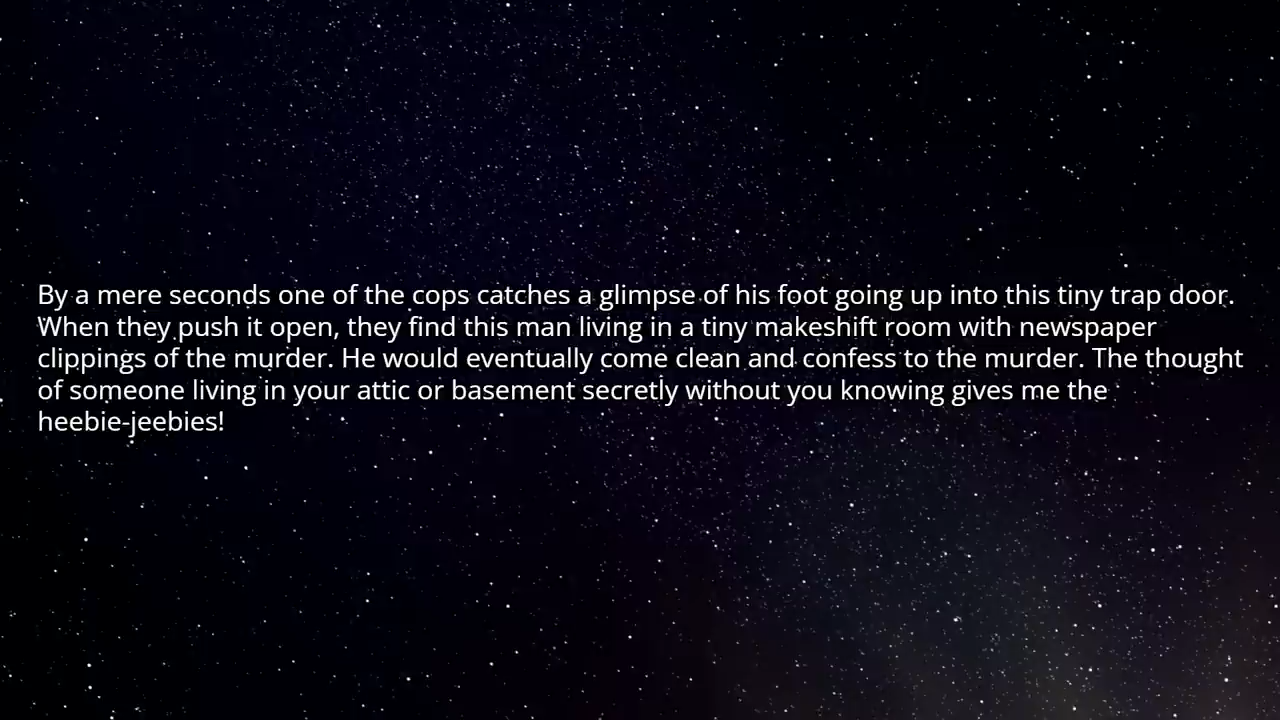 By a mere seconds one of the cops catches a glimpse of his foot going up into this tiny trap door.
When they push it open, they find this man living in a tiny makeshift room with newspaper
clippings of the murder. He would eventually come clean and confess to the murder. The thought
of someone living in your attic or basement secretly without you knowing gives me the
heebie-jeebies!